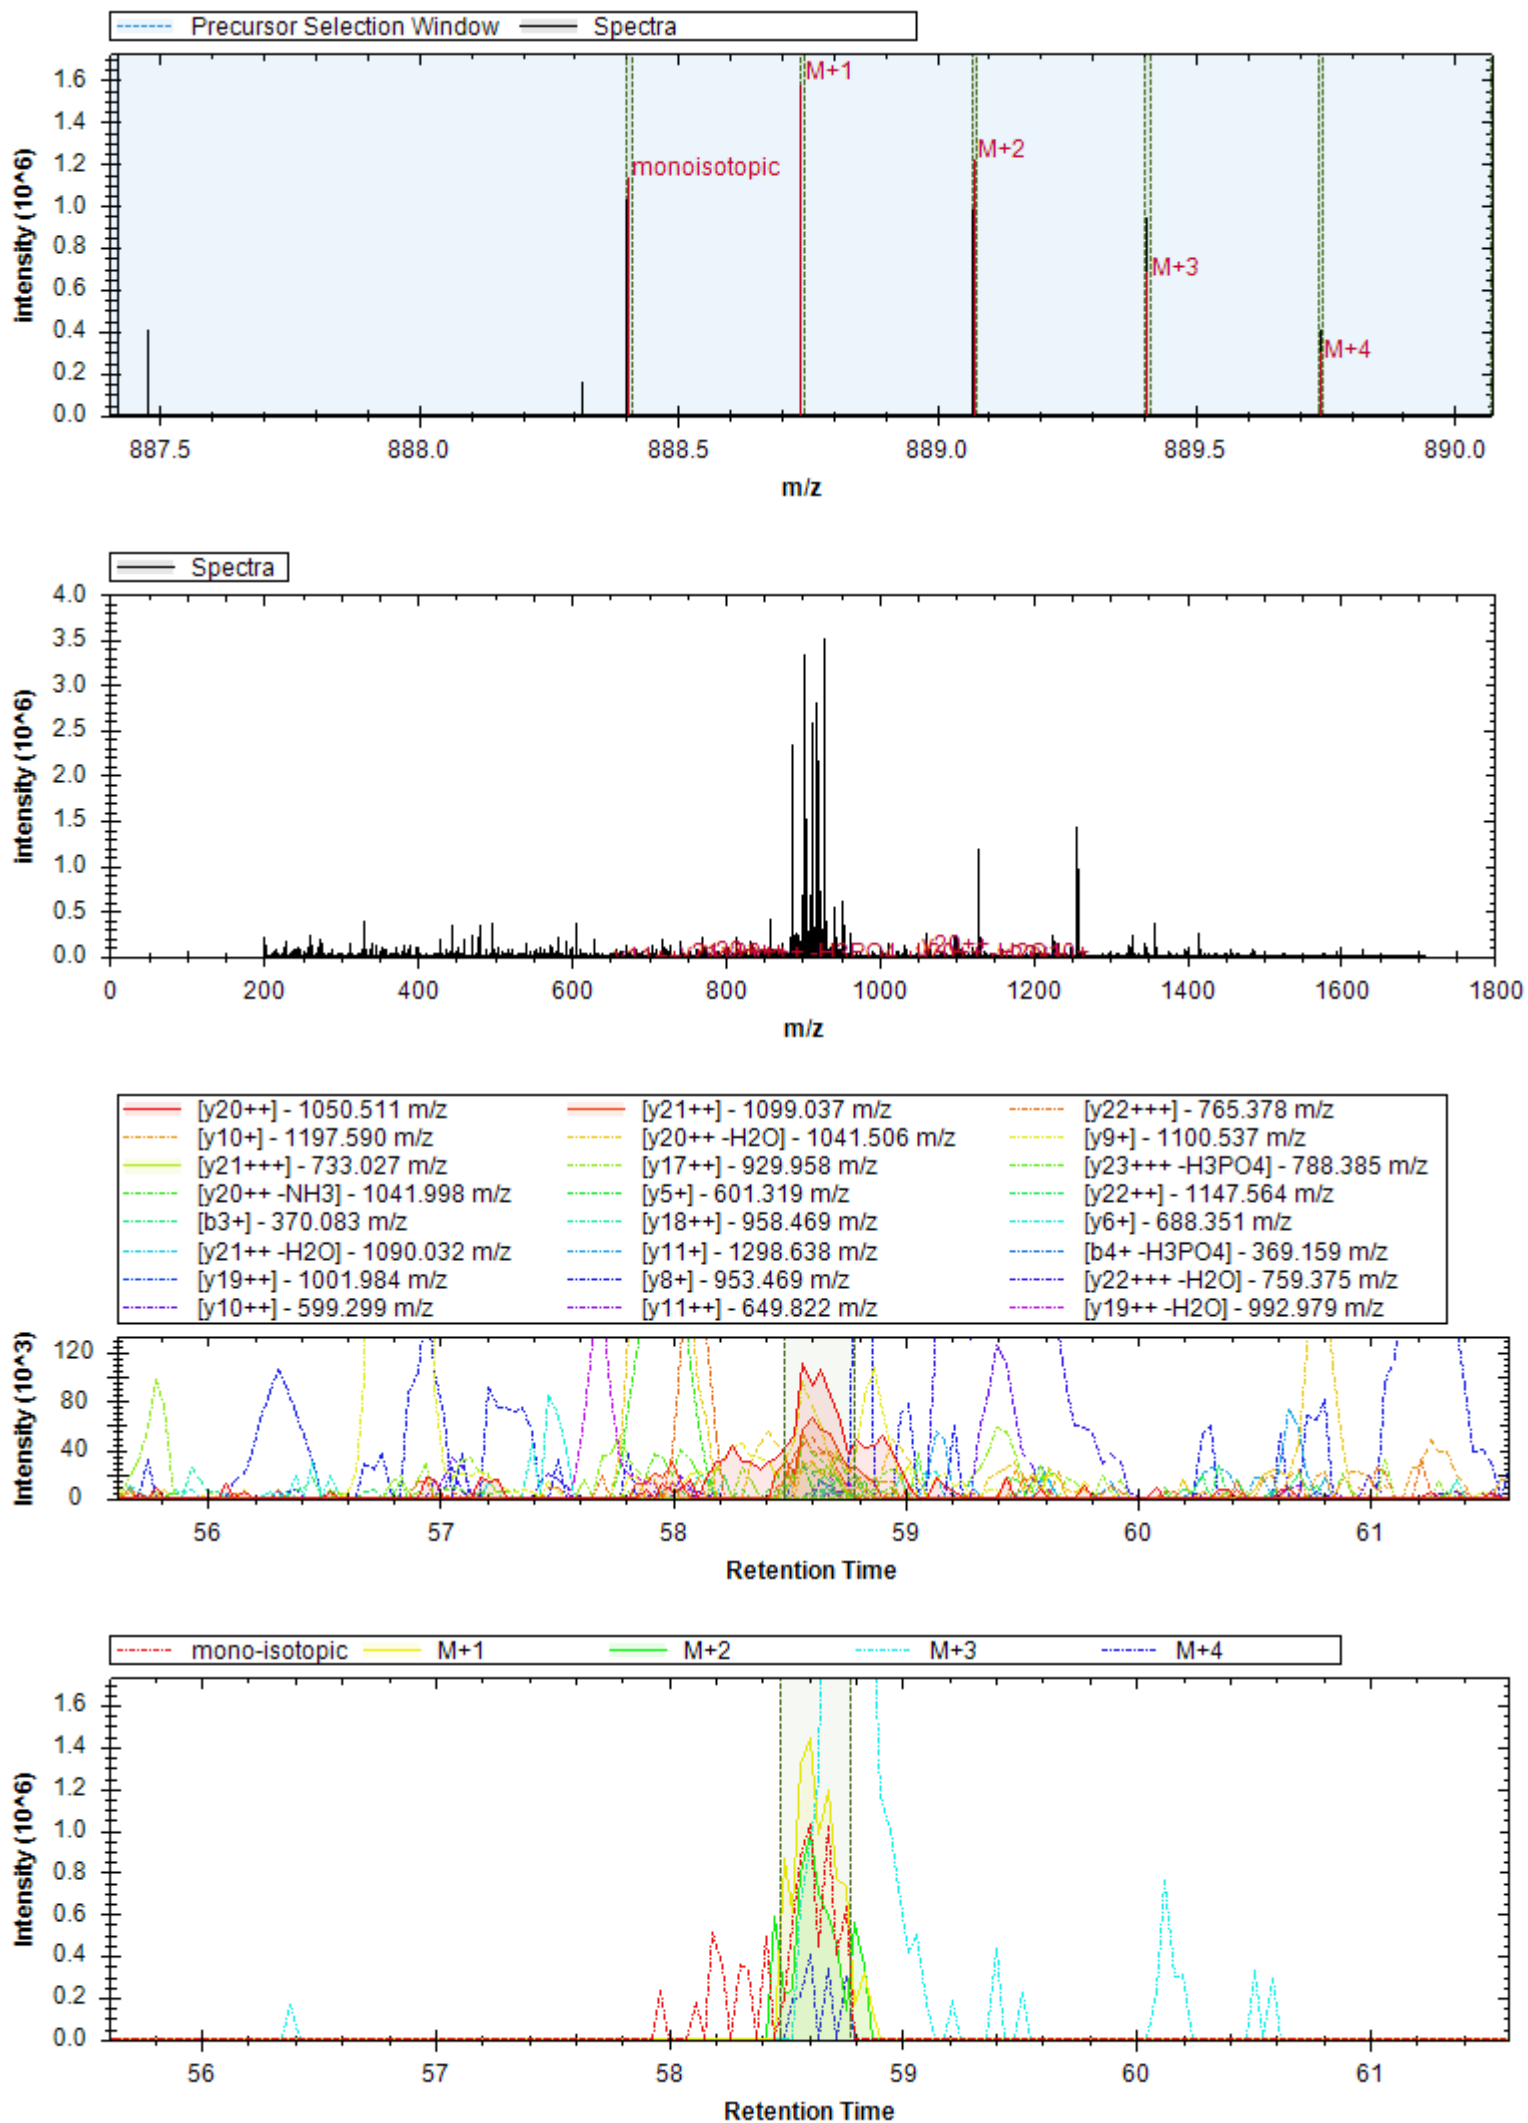 Precursor Selection Window Spectra
intensity (10^6)
1.6
1.4
1.2
1.0
0.8
0.6
0.4
0.2
0.0
M+1
M+2
monoisotopic
M+3
M+4
887.5 888.0 888.5 889.0 889.5 890.0
m/z
Spectra
intensity (10^6)
4.0
3.5
3.0
2.5
2.0
1.5
1.0
0.5
0.0
0 200 400 600 800 1000 1200 1400 1600 1800
m/z
[y20++] - 1050.511 m/z [y21++] - 1099.037 m/z [y22+++] - 765.378 m/z
[y10+] - 1197.590 m/z [y20++ -H2O] - 1041.506 m/z [y9+] - 1100.537 m/z
[y21+++] - 733.027 m/z [y17++] - 929.958 m/z [y23+++ -H3PO4] - 788.385 m/z
[y20++ -NH3] - 1041.998 m/z [y5+] - 601.319 m/z [y22++] - 1147.564 m/z
[b3+] - 370.083 m/z [y18++] - 958.469 m/z [y6+] - 688.351 m/z
[y21++ -H2O] - 1090.032 m/z [y11+] - 1298.638 m/z [b4+ -H3PO4] - 369.159 m/z
[y19++] - 1001.984 m/z [y8+] - 953.469 m/z [y22+++ -H2O] - 759.375 m/z
[y10++] - 599.299 m/z [y11++] - 649.822 m/z [y19++ -H2O] - 992.979 m/z
Intensity (10^3)
120
80
40
0
56 57 58 59 60 61
Retention Time
mono-isotopic M+1 M+2 M+3 M+4
Intensity (10^6)
1.6
1.4
1.2
1.0
0.8
0.6
0.4
0.2
0.0
56 57 58 59 60 61
Retention Time